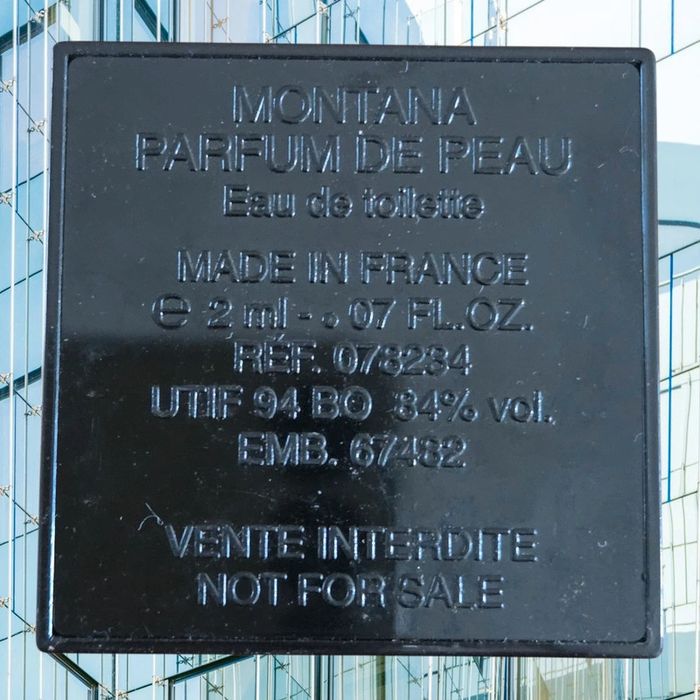 MONTANA
PARFUM DE PEAU
Eau de toilette
MADE IN FRANCE
℮ 2 ml - .07 FL.OZ.
RÉF. 078234
UTIF 94 BO 84% vol.
EMB. 67482
VENTE INTERDITE
NOT FOR SALE